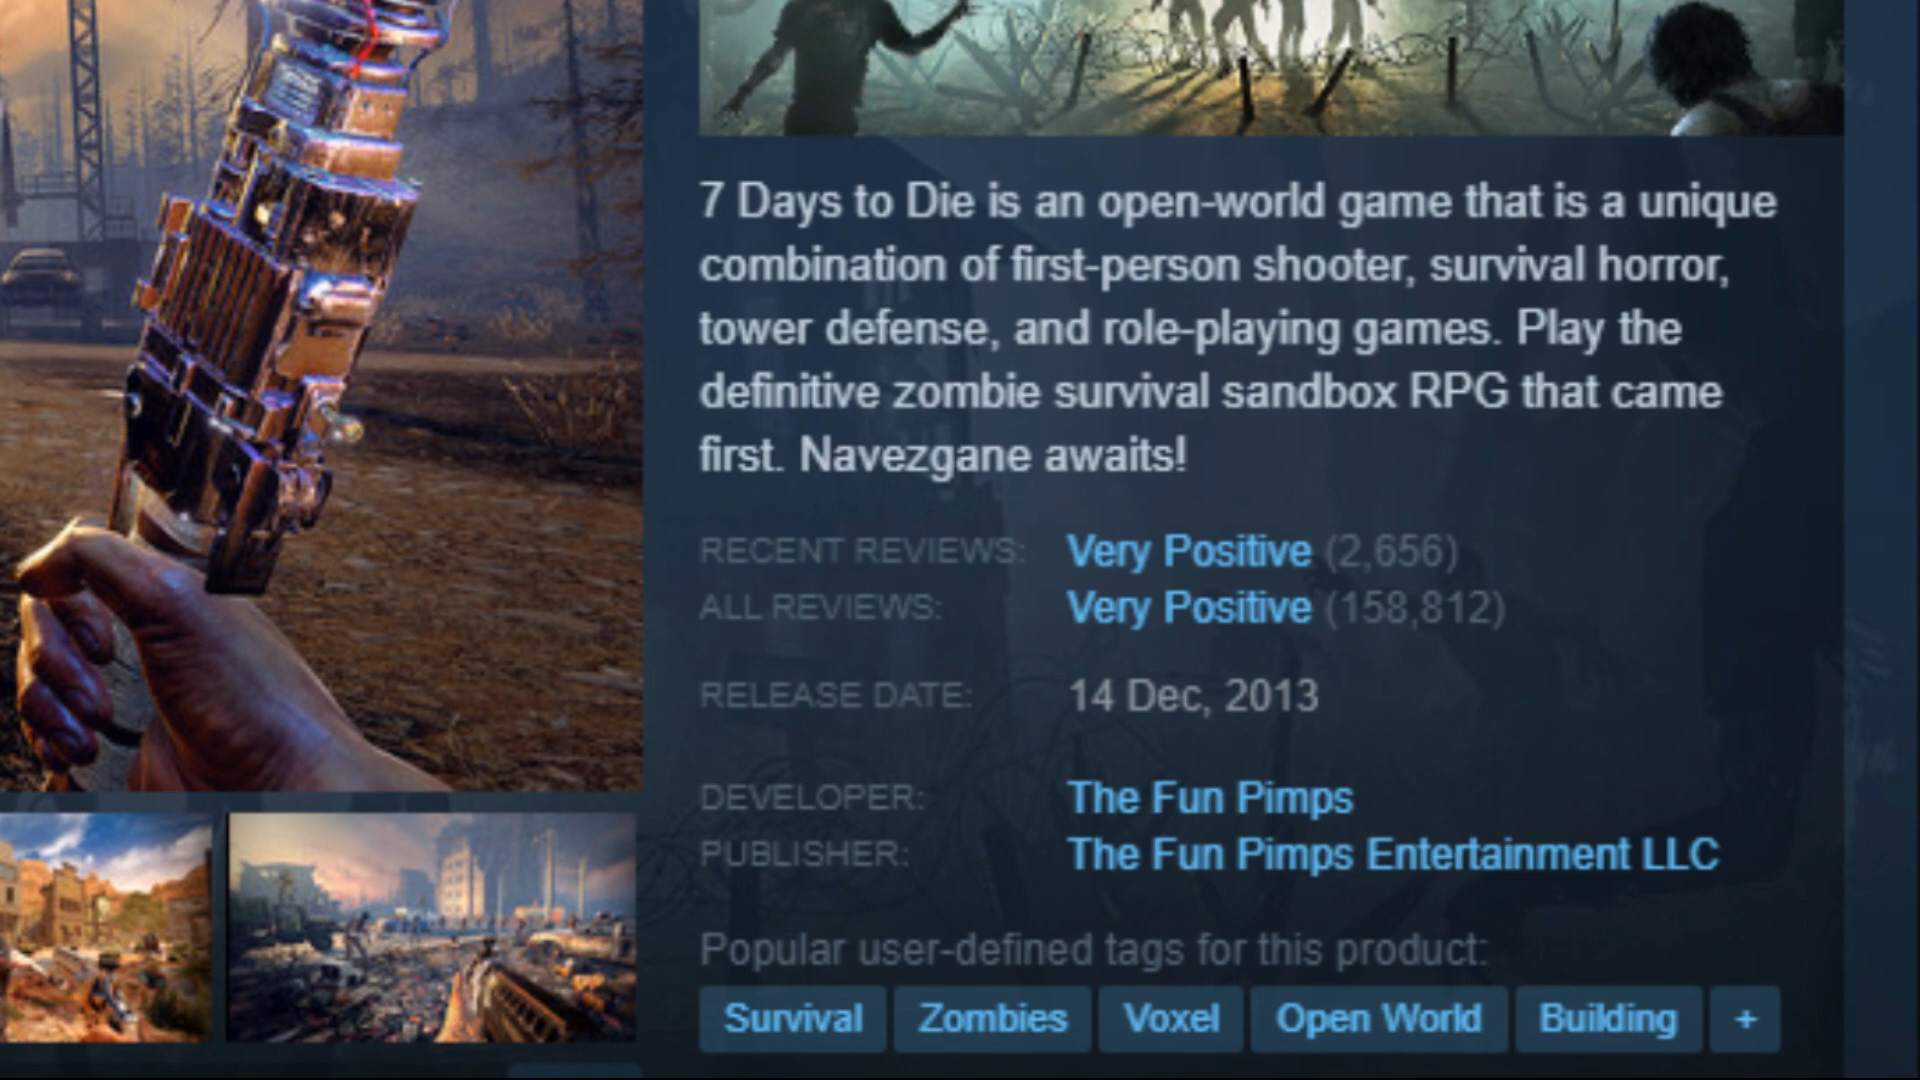 7 Days to Die is an open-world game that is a unique
combination of first-person shooter, survival horror,
tower defense, and role-playing games. Play the
definitive zombie survival sandbox RPG that came
first. Navezgane awaits!
RECENT REVIEWS: Very Positive (2,656)
ALL REVIEWS: Very Positive (158,812)
RELEASE DATE: 14 Dec, 2013
DEVELOPER: The Fun Pimps
PUBLISHER: The Fun Pimps Entertainment LLC
Popular user-defined tags for this product:
Survival Zombies Voxel Open World Building +